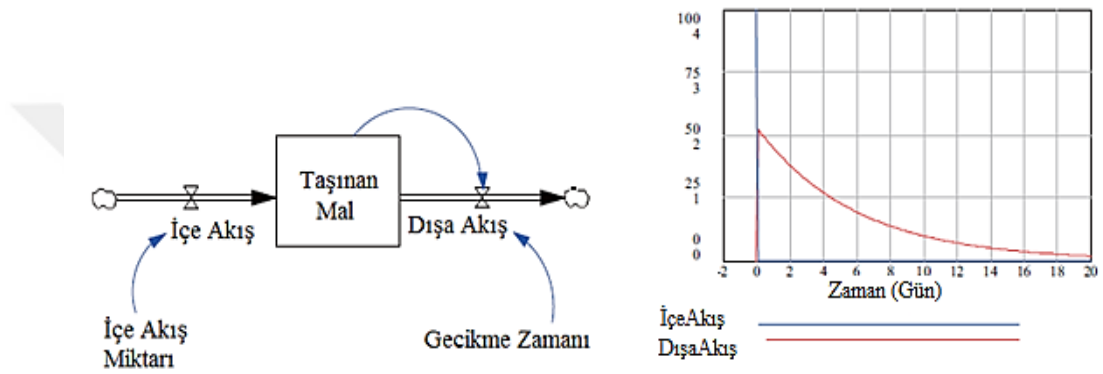 Taşınan
Mal
İçe Akış
Dışa Akış
İçe Akış
Miktarı
Gecikme Zamanı
100
4
75
3
50
2
25
1
0
0
-2 0 2 4 6 8 10 12 14 16 18 20
Zaman (Gün)
İçeAkış
DışaAkış